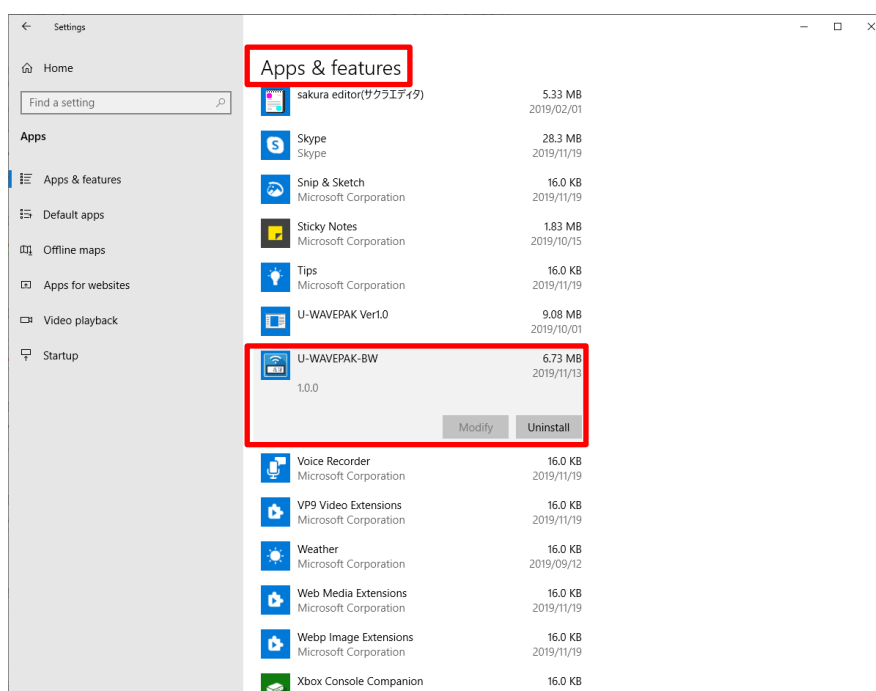 Settings
Home
Find a setting
Apps
Apps & features
Default apps
Offline maps
Apps for websites
Video playback
Startup
Apps & features
sakura editor(サクラエディタ) 5.33 MB
2019/02/01
Skype 28.3 MB
Skype 2019/11/19
Snip & Sketch 16.0 KB
Microsoft Corporation 2019/11/19
Sticky Notes 1.83 MB
Microsoft Corporation 2019/10/15
Tips 16.0 KB
Microsoft Corporation 2019/11/19
U-WAVEPAK Ver1.0 9.08 MB
2019/10/01
U-WAVEPAK-BW 6.73 MB
2019/11/13
1.0.0
Modify Uninstall
Voice Recorder 16.0 KB
Microsoft Corporation 2019/11/19
VP9 Video Extensions 16.0 KB
Microsoft Corporation 2019/11/19
Weather 16.0 KB
Microsoft Corporation 2019/09/12
Web Media Extensions 16.0 KB
Microsoft Corporation 2019/11/19
Webp Image Extensions 16.0 KB
Microsoft Corporation 2019/11/19
Xbox Console Companion 16.0 KB